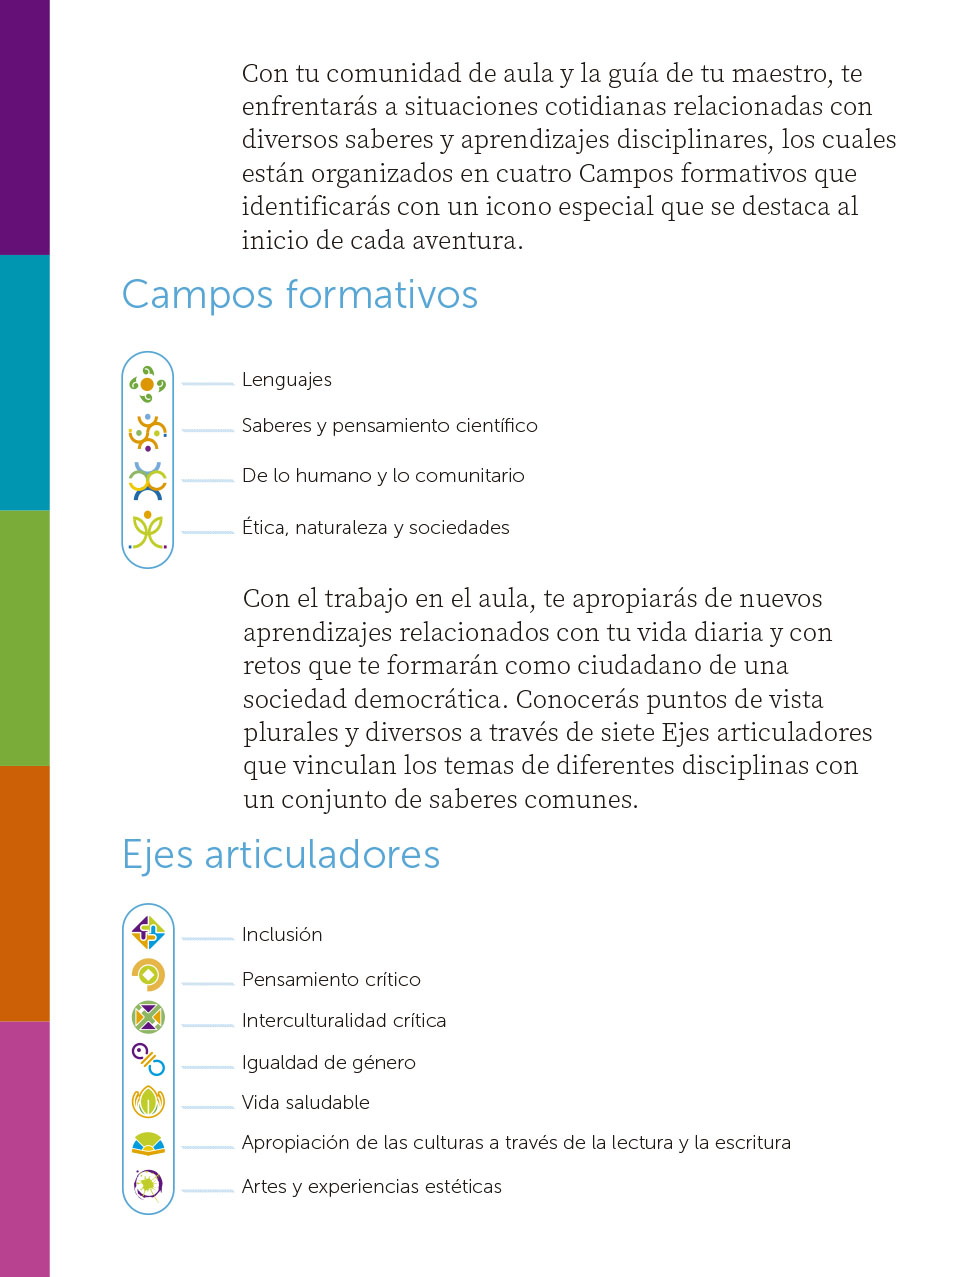 Con tu comunidad de aula y la guía de tu maestro, te
enfrentarás a situaciones cotidianas relacionadas con
diversos saberes y aprendizajes disciplinares, los cuales
están organizados en cuatro Campos formativos que
identificarás con un icono especial que se destaca al
inicio de cada aventura.
Campos formativos
Lenguajes
Saberes y pensamiento científico
De lo humano y lo comunitario
Ética, naturaleza y sociedades
Con el trabajo en el aula, te apropiarás de nuevos
aprendizajes relacionados con tu vida diaria y con
retos que te formarán como ciudadano de una
sociedad democrática. Conocerás puntos de vista
plurales y diversos a través de siete Ejes articuladores
que vinculan los temas de diferentes disciplinas con
un conjunto de saberes comunes.
Ejes articuladores
Inclusión
Pensamiento crítico
Interculturalidad crítica
Igualdad de género
Vida saludable
Apropiación de las culturas a través de la lectura y la escritura
Artes y experiencias estéticas